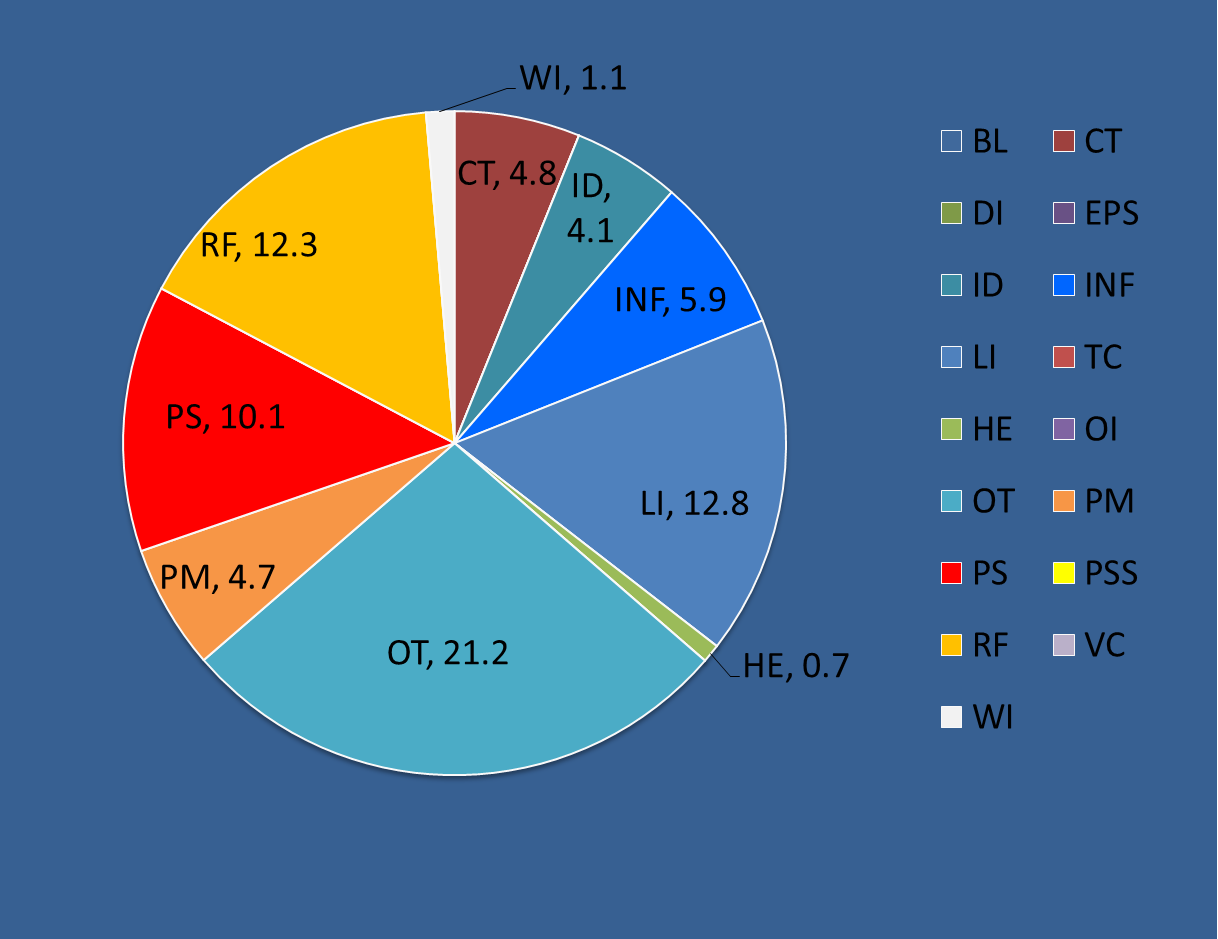 WI, 1.1
CT, 4.8
ID,
4.1
INF, 5.9
LI, 12.8
HE, 0.7
OT, 21.2
PM, 4.7
PS, 10.1
RF, 12.3
BL CT
DI EPS
ID INF
LI TC
HE OI
OT PM
PS PSS
RF VC
WI